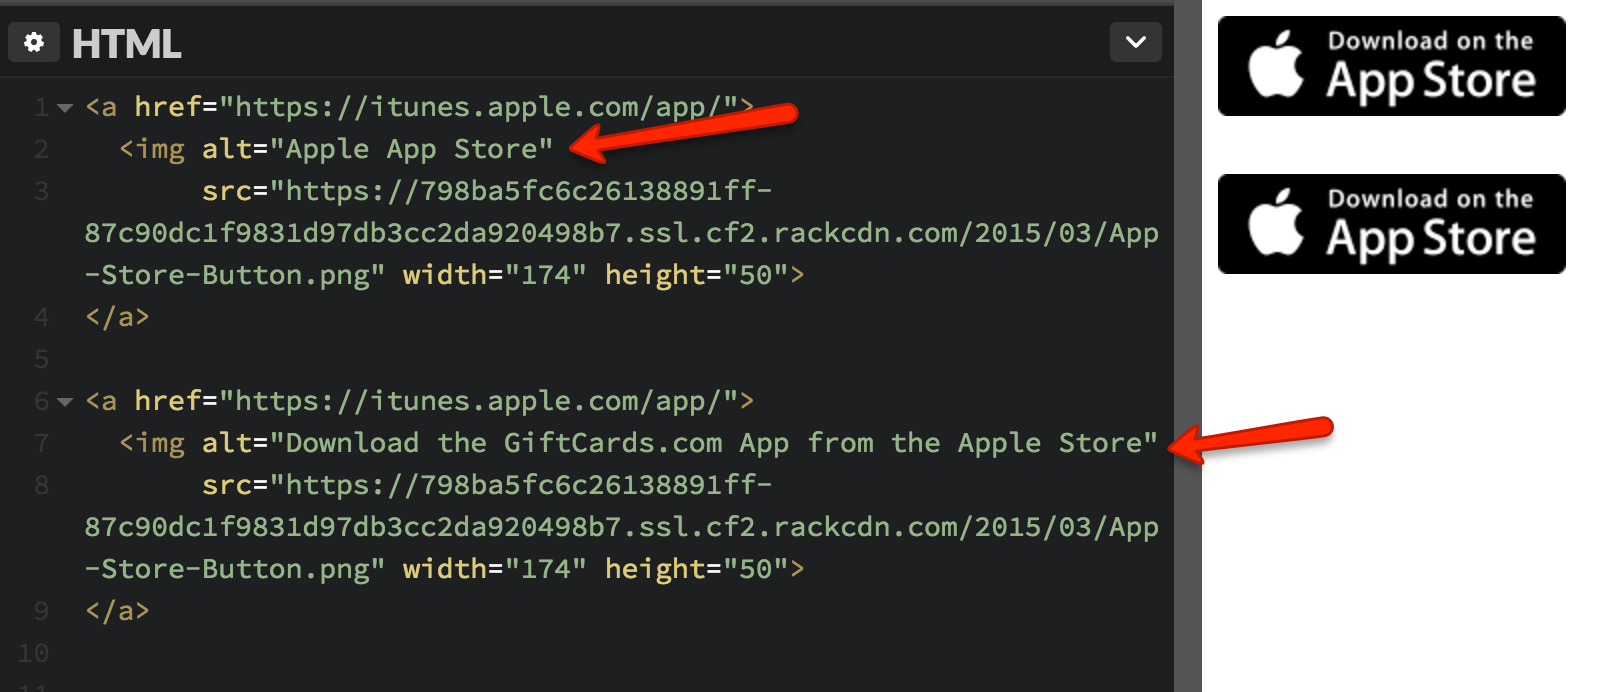 HTML
1 <a href="https://itunes.apple.com/app/">
2 <img alt="Apple App Store"
3 src="https://798ba5fc6c26138891ff-
87c90dc1f9831d97db3cc2da920498b7.ssl.cf2.rackcdn.com/2015/03/App
-Store-Button.png" width="174" height="50">
4 </a>
5
6 <a href="https://itunes.apple.com/app/">
7 <img alt="Download the GiftCards.com App from the Apple Store"
8 src="https://798ba5fc6c26138891ff-
87c90dc1f9831d97db3cc2da920498b7.ssl.cf2.rackcdn.com/2015/03/App
-Store-Button.png" width="174" height="50">
9 </a>
10
11
Download on the
App Store
Download on the
App Store